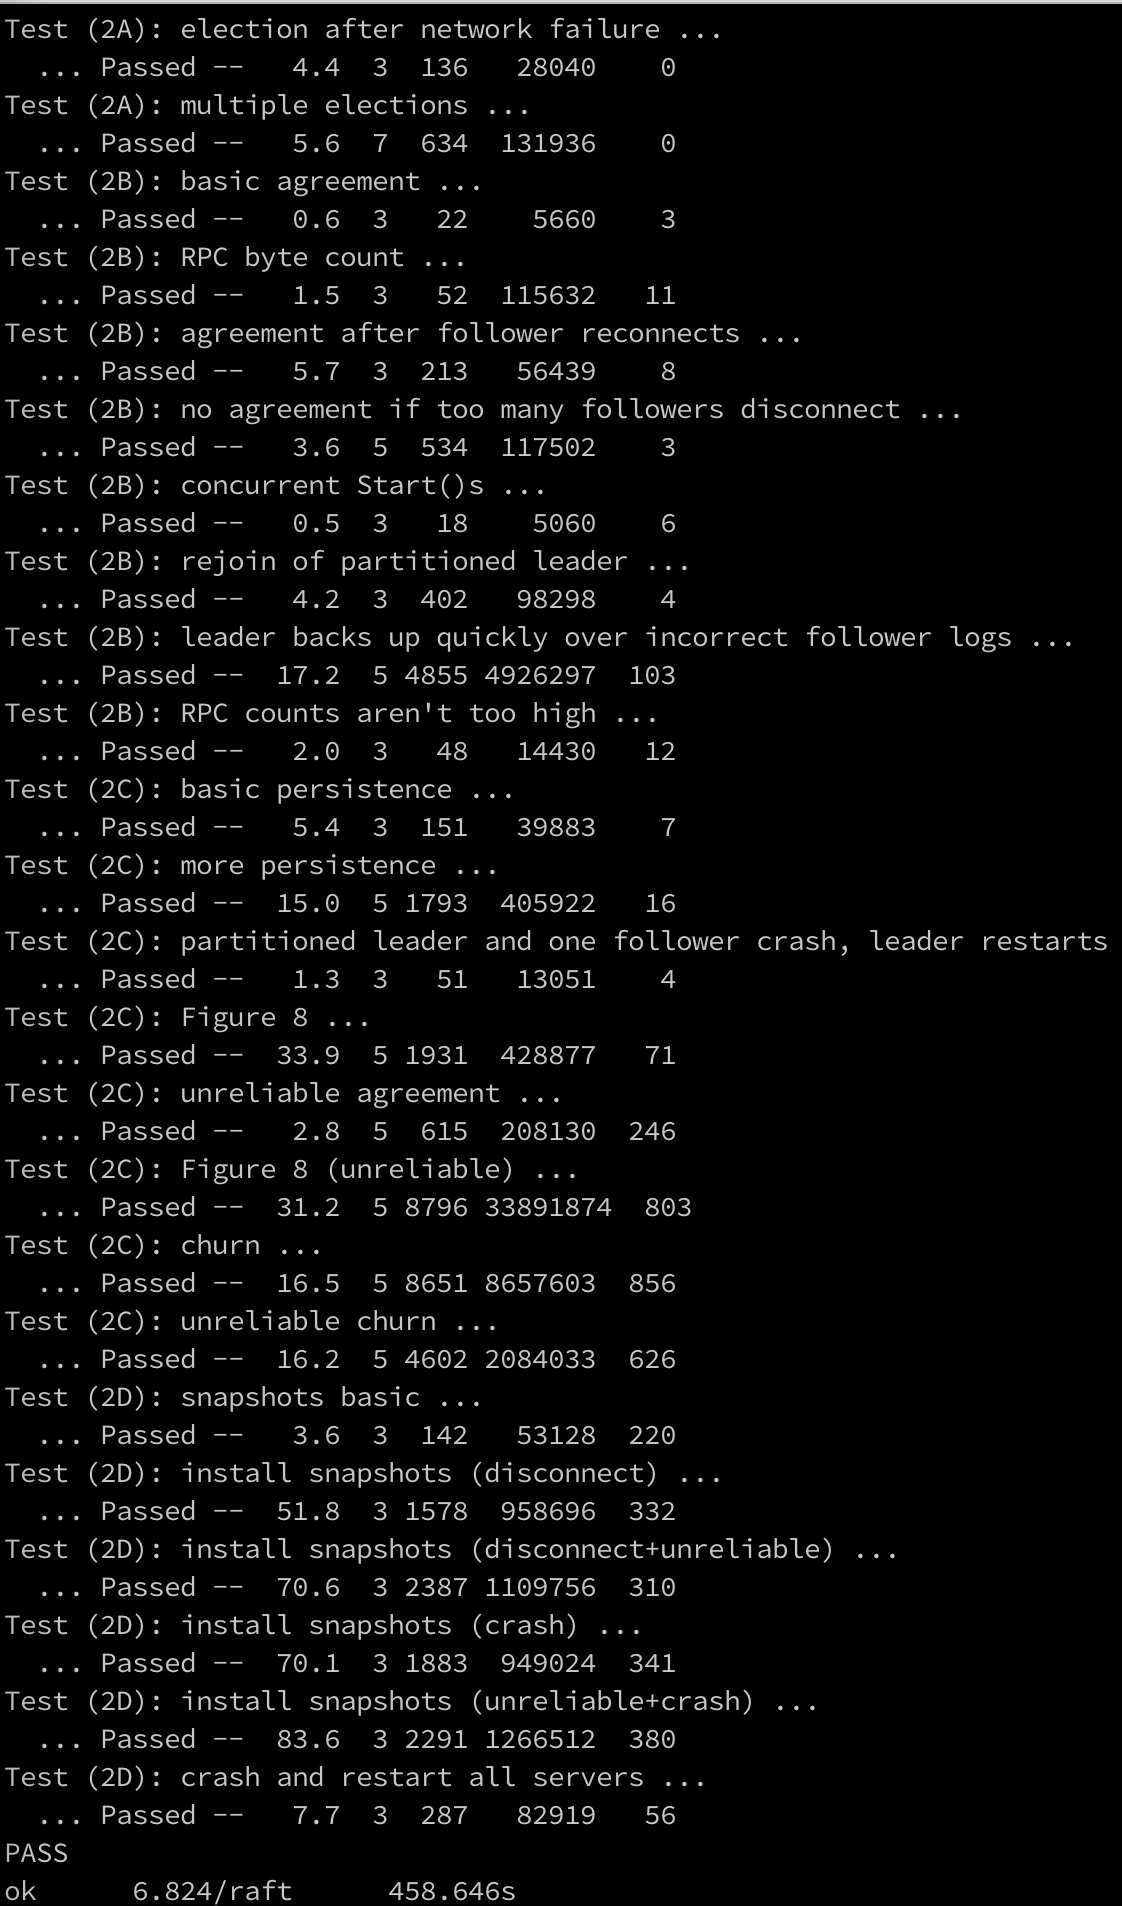 Test (2A): election after network failure ...
  ... Passed --   4.4  3  136   28040    0
Test (2A): multiple elections ...
  ... Passed --   5.6  7  634  131936    0
Test (2B): basic agreement ...
  ... Passed --   0.6  3   22    5660    3
Test (2B): RPC byte count ...
  ... Passed --   1.5  3   52  115632   11
Test (2B): agreement after follower reconnects ...
  ... Passed --   5.7  3  213   56439    8
Test (2B): no agreement if too many followers disconnect ...
  ... Passed --   3.6  5  534  117502    3
Test (2B): concurrent Start()s ...
  ... Passed --   0.5  3   18    5060    6
Test (2B): rejoin of partitioned leader ...
  ... Passed --   4.2  3  402   98298    4
Test (2B): leader backs up quickly over incorrect follower logs ...
  ... Passed --  17.2  5 4855 4926297  103
Test (2B): RPC counts aren't too high ...
  ... Passed --   2.0  3   48   14430   12
Test (2C): basic persistence ...
  ... Passed --   5.4  3  151   39883    7
Test (2C): more persistence ...
  ... Passed --  15.0  5 1793  405922   16
Test (2C): partitioned leader and one follower crash, leader restarts
  ... Passed --   1.3  3   51   13051    4
Test (2C): Figure 8 ...
  ... Passed --  33.9  5 1931  428877   71
Test (2C): unreliable agreement ...
  ... Passed --   2.8  5  615  208130  246
Test (2C): Figure 8 (unreliable) ...
  ... Passed --  31.2  5 8796 33891874  803
Test (2C): churn ...
  ... Passed --  16.5  5 8651 8657603  856
Test (2C): unreliable churn ...
  ... Passed --  16.2  5 4602 2084033  626
Test (2D): snapshots basic ...
  ... Passed --   3.6  3  142   53128  220
Test (2D): install snapshots (disconnect) ...
  ... Passed --  51.8  3 1578  958696  332
Test (2D): install snapshots (disconnect+unreliable) ...
  ... Passed --  70.6  3 2387 1109756  310
Test (2D): install snapshots (crash) ...
  ... Passed --  70.1  3 1883  949024  341
Test (2D): install snapshots (unreliable+crash) ...
  ... Passed --  83.6  3 2291 1266512  380
Test (2D): crash and restart all servers ...
  ... Passed --   7.7  3  287   82919   56
PASS
ok      6.824/raft      458.646s